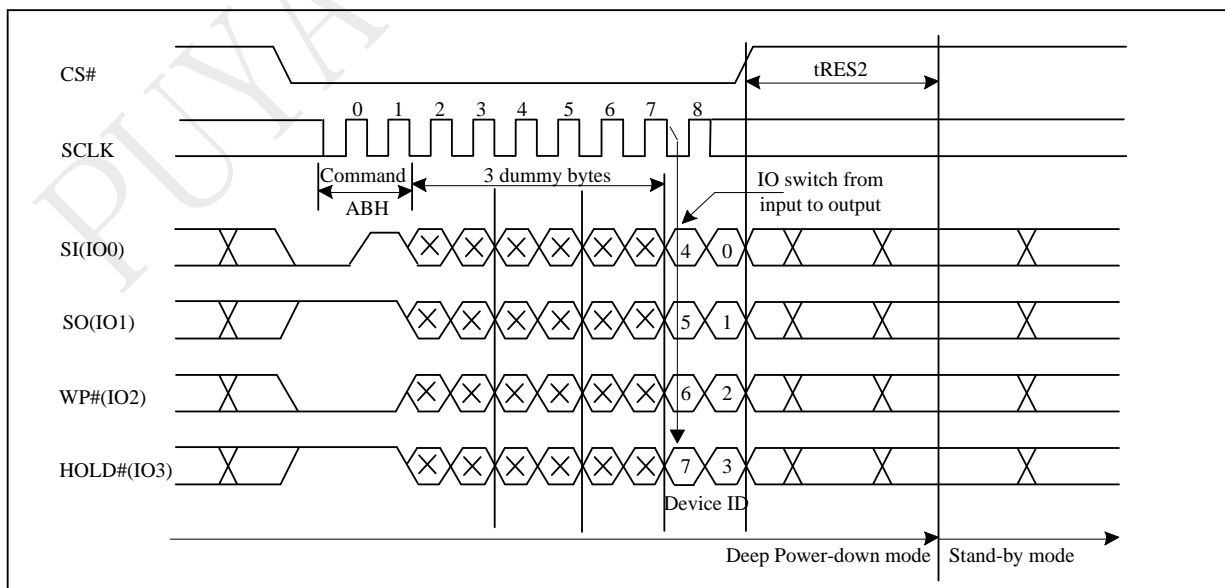 PUYA
CS#
tRES2
0 1 2 3 4 5 6 7 8
SCLK
Command
ABH
3 dummy bytes
IO switch from
input to output
SI(IO0)
4 0
SO(IO1)
5 1
WP#(IO2)
6 2
HOLD#(IO3)
7 3
Device ID
Deep Power-down mode
Stand-by mode